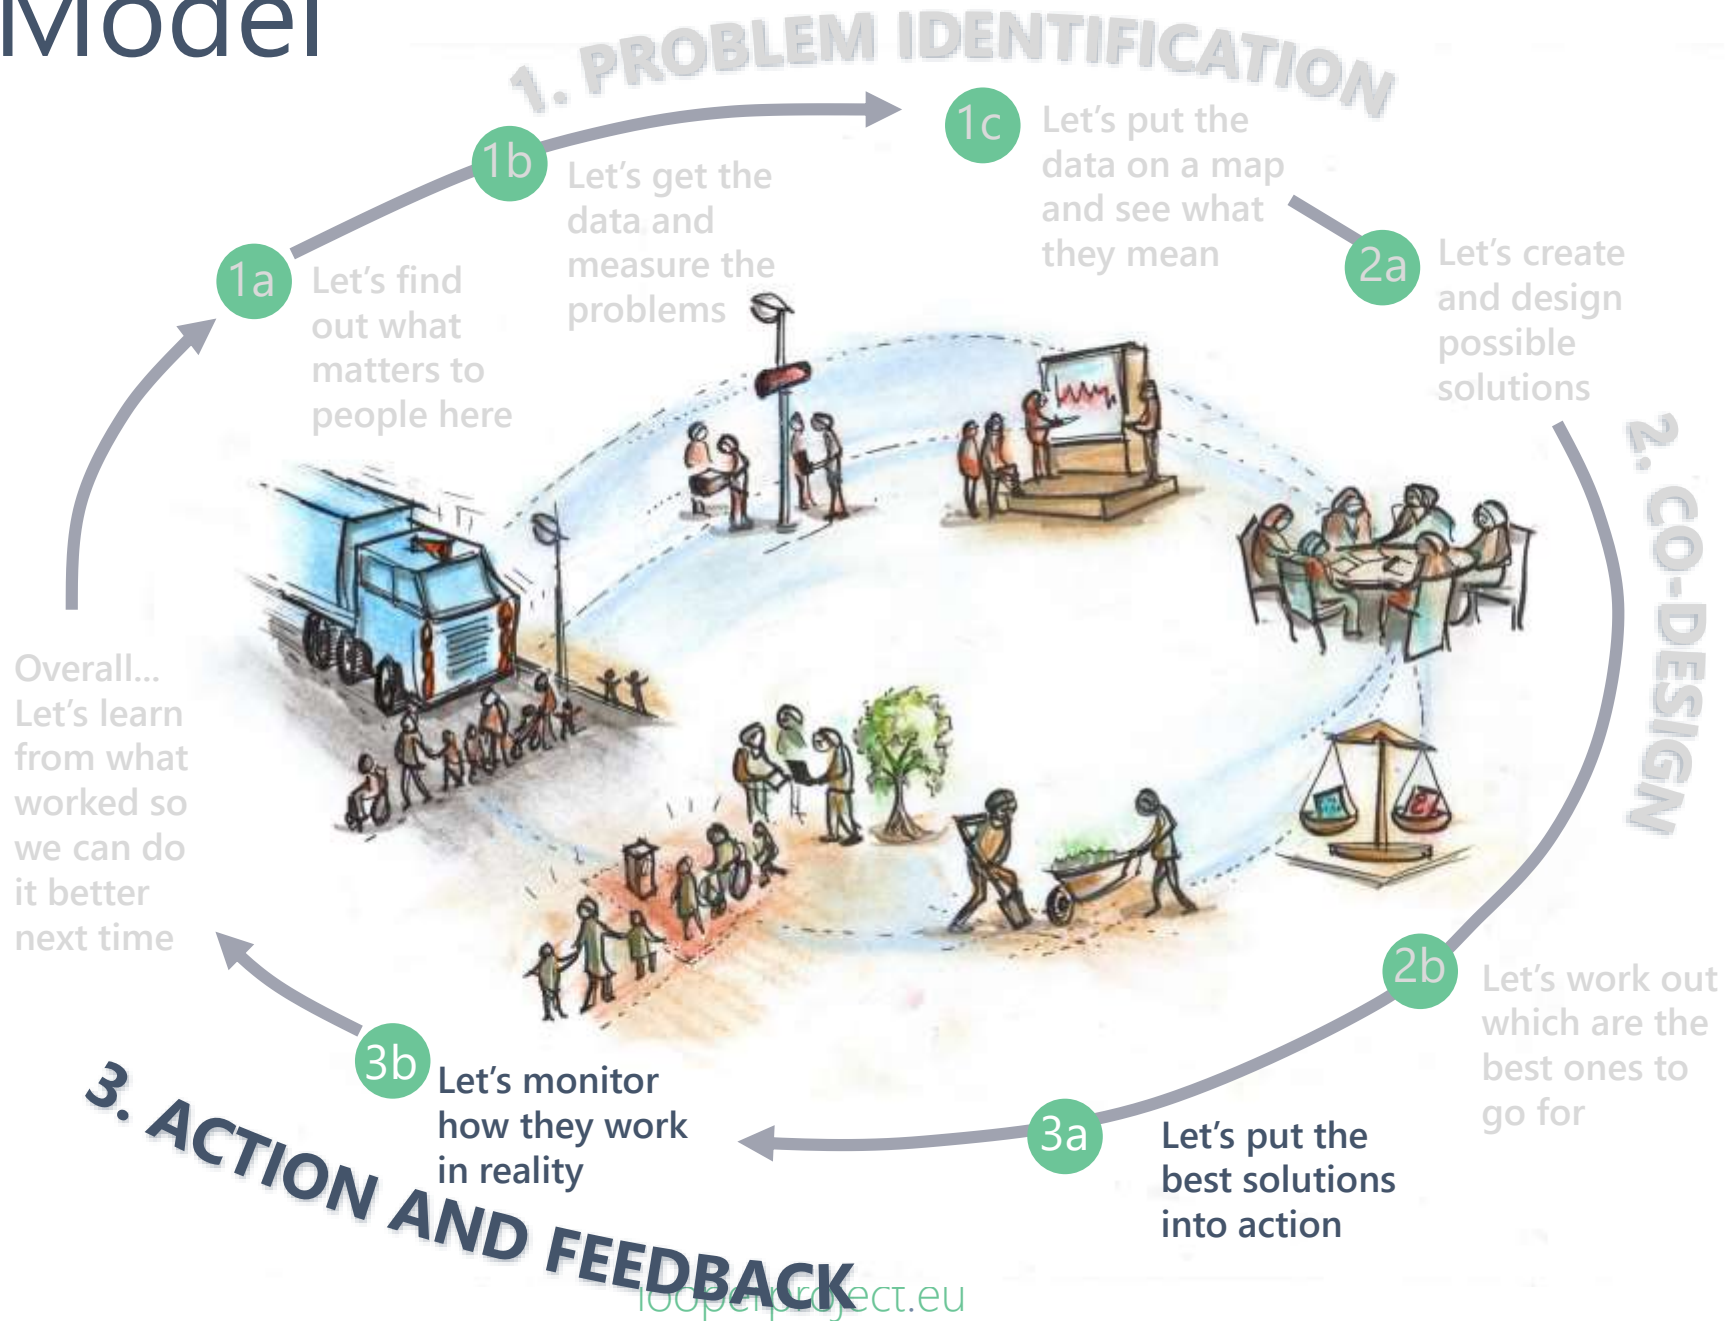 Model
1. PROBLEM IDENTIFICATION
1a
Let's find
out what
matters to
people here
1b
Let's get the
data and
measure the
problems
1c
Let's put the
data on a map
and see what
they mean
2a
Let's create
and design
possible
solutions
2. CO-DESIGN
2b
Let's work out
which are the
best ones to
go for
3a
Let's put the
best solutions
into action
3b
Let's monitor
how they work
in reality
3. ACTION AND FEEDBACK
Overall...
Let's learn
from what
worked so
we can do
it better
next time
looperproject.eu